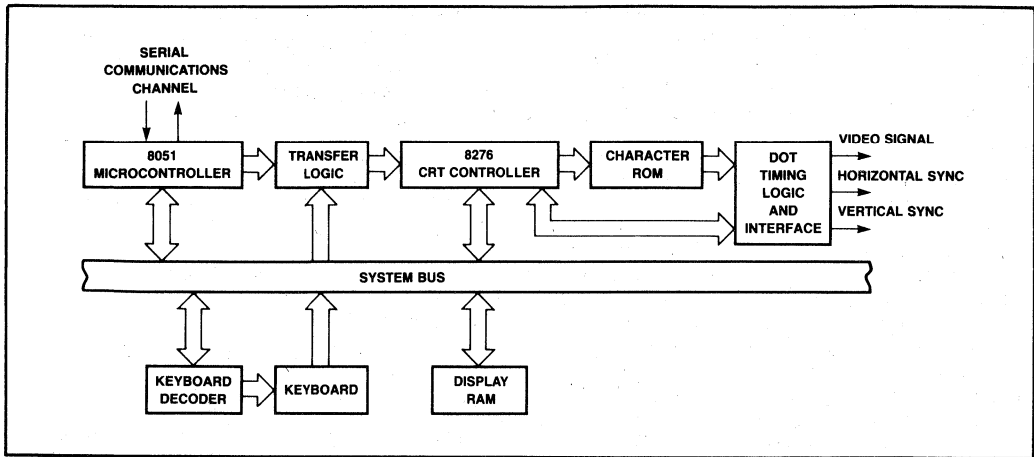 SERIAL
COMMUNICATIONS
CHANNEL
8051
MICROCONTROLLER
TRANSFER
LOGIC
8276
CRT CONTROLLER
CHARACTER
ROM
DOT
TIMING
LOGIC
AND
INTERFACE
VIDEO SIGNAL
HORIZONTAL SYNC
VERTICAL SYNC
SYSTEM BUS
KEYBOARD
DECODER
KEYBOARD
DISPLAY
RAM